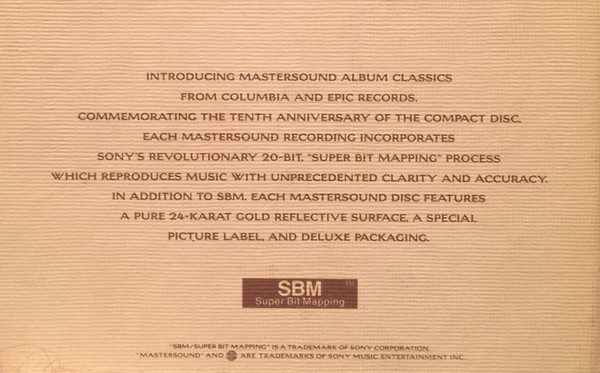 INTRODUCING MASTERSOUND ALBUM CLASSICS
FROM COLUMBIA AND EPIC RECORDS.
COMMEMORATING THE TENTH ANNIVERSARY OF THE COMPACT DISC.
EACH MASTERSOUND RECORDING INCORPORATES
SONY'S REVOLUTIONARY 20-BIT, "SUPER BIT MAPPING" PROCESS
WHICH REPRODUCES MUSIC WITH UNPRECEDENTED CLARITY AND ACCURACY.
IN ADDITION TO SBM, EACH MASTERSOUND DISC FEATURES
A PURE 24-KARAT GOLD REFLECTIVE SURFACE, A SPECIAL
PICTURE LABEL, AND DELUXE PACKAGING.
SBM TM
Super Bit Mapping
"SBM/SUPER BIT MAPPING" IS A TRADEMARK OF SONY CORPORATION.
"MASTERSOUND" AND ARE TRADEMARKS OF SONY MUSIC ENTERTAINMENT INC.